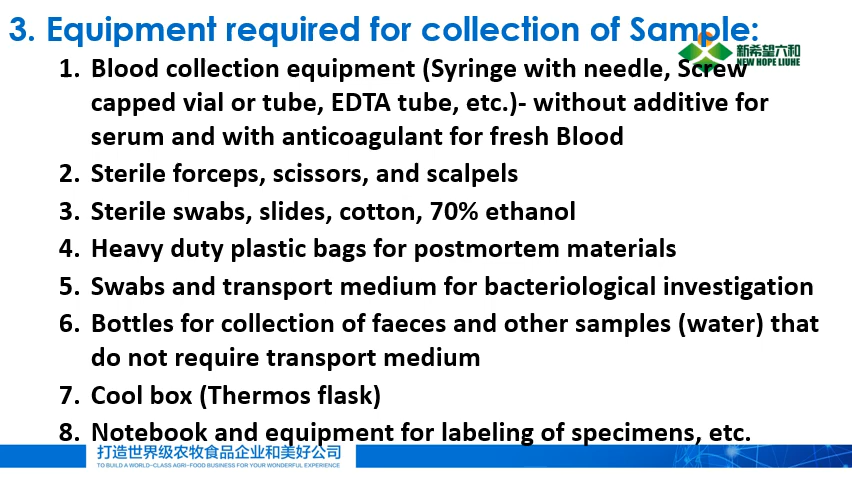 3. Equipment required for collection of Sample:
新希望六和
NEW HOPE LIUHE
1. Blood collection equipment (Syringe with needle, Screw
capped vial or tube, EDTA tube, etc.)- without additive for
serum and with anticoagulant for fresh Blood
2. Sterile forceps, scissors, and scalpels
3. Sterile swabs, slides, cotton, 70% ethanol
4. Heavy duty plastic bags for postmortem materials
5. Swabs and transport medium for bacteriological investigation
6. Bottles for collection of faeces and other samples (water) that
do not require transport medium
7. Cool box (Thermos flask)
8. Notebook and equipment for labeling of specimens, etc.
打造世界级农牧食品企业和美好公司
TO BUILD A WORLD-CLASS AGRI-FOOD BUSINESS FOR YOUR WONDERFUL EXPERIENCE